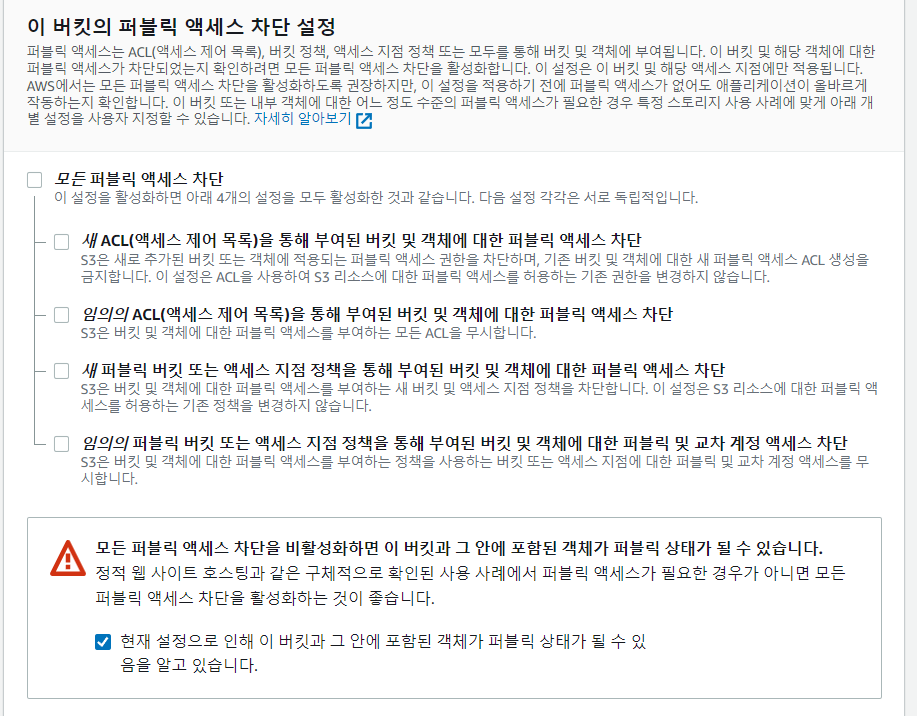 이 버킷의 퍼블릭 액세스 차단 설정
퍼블릭 액세스는 ACL(액세스 제어 목록), 버킷 정책, 액세스 지점 정책 또는 모두를 통해 버킷 및 객체에 부여됩니다. 이 버킷 및 해당 객체에 대한
퍼블릭 액세스가 차단되었는지 확인하려면 모든 퍼블릭 액세스 차단을 활성화합니다. 이 설정은 이 버킷 및 해당 액세스 지점에만 적용됩니다.
AWS에서는 모든 퍼블릭 액세스 차단을 활성화하도록 권장하지만, 이 설정을 적용하기 전에 퍼블릭 액세스가 없어도 애플리케이션이 올바르게
작동하는지 확인합니다. 이 버킷 또는 내부 객체에 대한 어느 정도 수준의 퍼블릭 액세스가 필요한 경우 특정 스토리지 사용 사례에 맞게 아래 개
별 설정을 사용자 지정할 수 있습니다. 자세히 알아보기
모든 퍼블릭 액세스 차단
이 설정을 활성화하면 아래 4개의 설정을 모두 활성화한 것과 같습니다. 다음 설정 각각은 서로 독립적입니다.
새 ACL(액세스 제어 목록)을 통해 부여된 버킷 및 객체에 대한 퍼블릭 액세스 차단
S3은 새로 추가된 버킷 또는 객체에 적용되는 퍼블릭 액세스 권한을 차단하며, 기존 버킷 및 객체에 대한 새 퍼블릭 액세스 ACL 생성을
금지합니다. 이 설정은 ACL을 사용하여 S3 리소스에 대한 퍼블릭 액세스를 허용하는 기존 권한을 변경하지 않습니다.
임의의 ACL(액세스 제어 목록)을 통해 부여된 버킷 및 객체에 대한 퍼블릭 액세스 차단
S3은 버킷 및 객체에 대한 퍼블릭 액세스를 부여하는 모든 ACL을 무시합니다.
새 퍼블릭 버킷 또는 액세스 지점 정책을 통해 부여된 버킷 및 객체에 대한 퍼블릭 액세스 차단
S3은 버킷 및 객체에 대한 퍼블릭 액세스를 부여하는 새 버킷 및 액세스 지점 정책을 차단합니다. 이 설정은 S3 리소스에 대한 퍼블릭 액
세스를 허용하는 기존 정책을 변경하지 않습니다.
임의의 퍼블릭 버킷 또는 액세스 지점 정책을 통해 부여된 버킷 및 객체에 대한 퍼블릭 및 교차 계정 액세스 차단
S3은 버킷 및 객체에 대한 퍼블릭 액세스를 부여하는 정책을 사용하는 버킷 또는 액세스 지점에 대한 퍼블릭 및 교차 계정 액세스를 무
시합니다.
모든 퍼블릭 액세스 차단을 비활성화하면 이 버킷과 그 안에 포함된 객체가 퍼블릭 상태가 될 수 있습니다.
정적 웹 사이트 호스팅과 같은 구체적으로 확인된 사용 사례에서 퍼블릭 액세스가 필요한 경우가 아니면 모든
퍼블릭 액세스 차단을 활성화하는 것이 좋습니다.
현재 설정으로 인해 이 버킷과 그 안에 포함된 객체가 퍼블릭 상태가 될 수 있
음을 알고 있습니다.